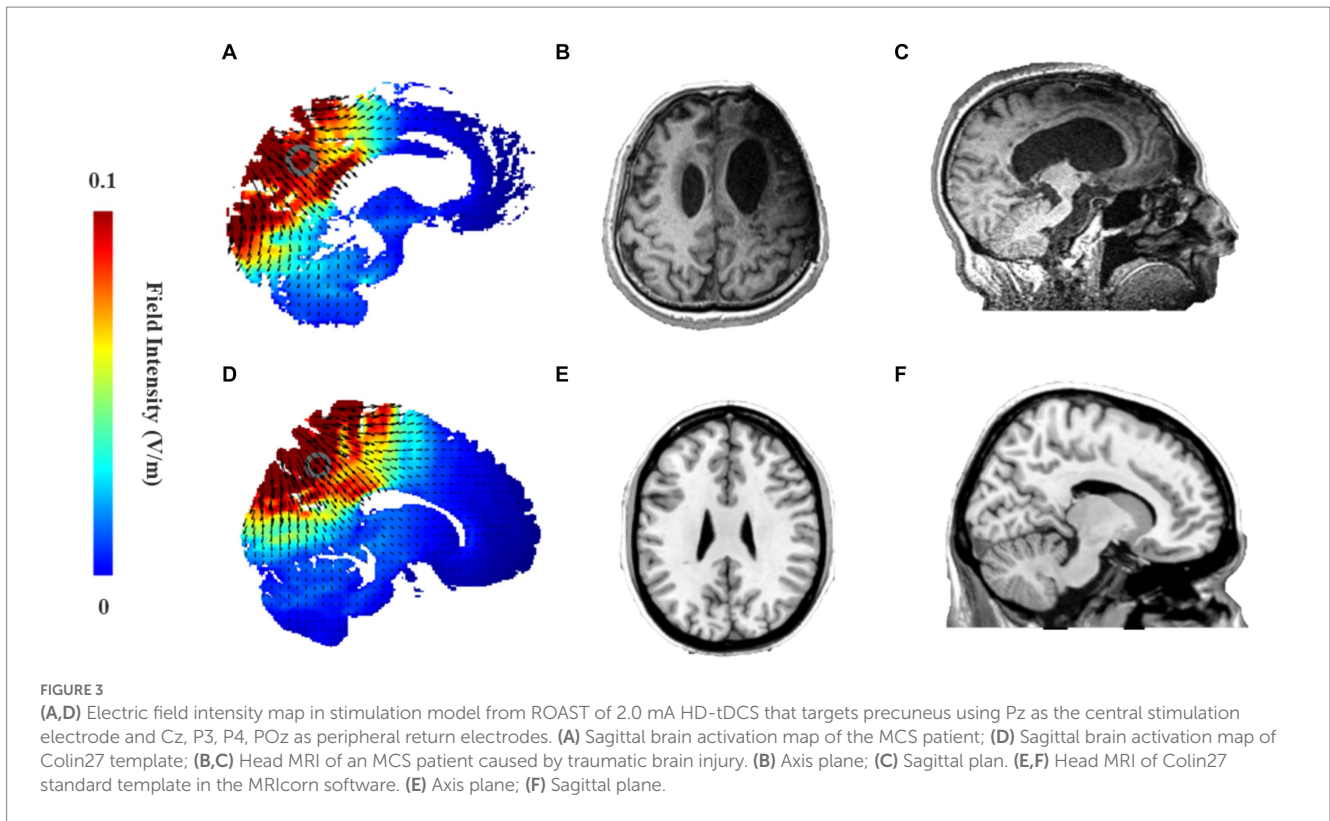 A
B
C
0.1
Field Intensity (V/m)
0
D
E
F
FIGURE 3
(A,D) Electric field intensity map in stimulation model from ROAST of 2.0 mA HD-tDCS that targets precuneus using Pz as the central stimulation
electrode and Cz, P3, P4, POz as peripheral return electrodes. (A) Sagittal brain activation map of the MCS patient; (D) Sagittal brain activation map of
Colin27 template; (B,C) Head MRI of an MCS patient caused by traumatic brain injury. (B) Axis plane; (C) Sagittal plan. (E,F) Head MRI of Colin27
standard template in the MRIcorn software. (E) Axis plane; (F) Sagittal plane.